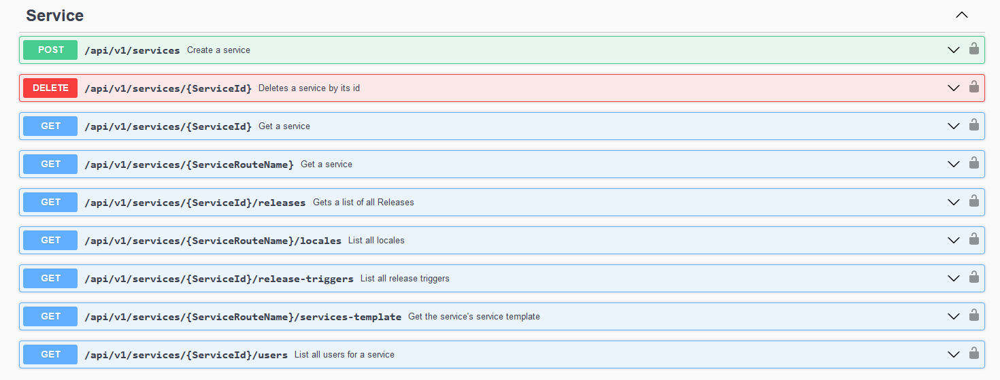 Service
POST /api/v1/services Create a service
DELETE /api/v1/services/{ServiceId} Deletes a service by its id
GET /api/v1/services/{ServiceId} Get a service
GET /api/v1/services/{ServiceRouteName} Get a service
GET /api/v1/services/{ServiceId}/releases Gets a list of all Releases
GET /api/v1/services/{ServiceRouteName}/locales List all locales
GET /api/v1/services/{ServiceId}/release-triggers List all release triggers
GET /api/v1/services/{ServiceRouteName}/services-template Get the service's service template
GET /api/v1/services/{ServiceId}/users List all users for a service